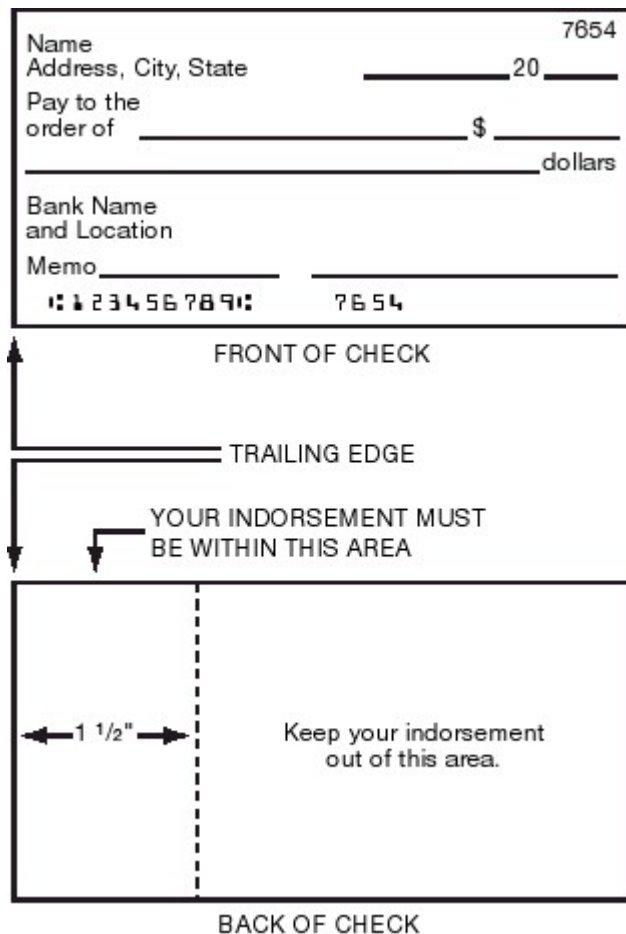 7654
Name
Address, City, State 20
Pay to the
order of $
dollars
Bank Name
and Location
Memo
⑆123456789⑆ 7654
FRONT OF CHECK
TRAILING EDGE
YOUR INDORSEMENT MUST
BE WITHIN THIS AREA
1 1/2"
Keep your indorsement
out of this area.
BACK OF CHECK